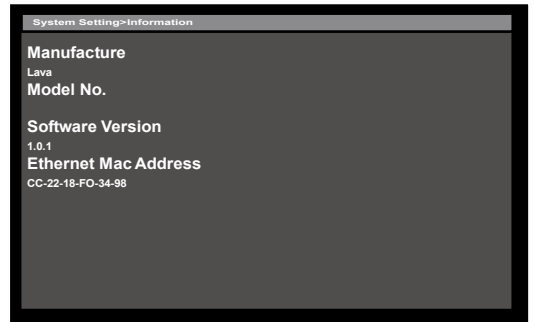 System Setting>Information
Manufacture
Lava
Model No.
Software Version
1.0.1
Ethernet Mac Address
CC-22-18-FO-34-98